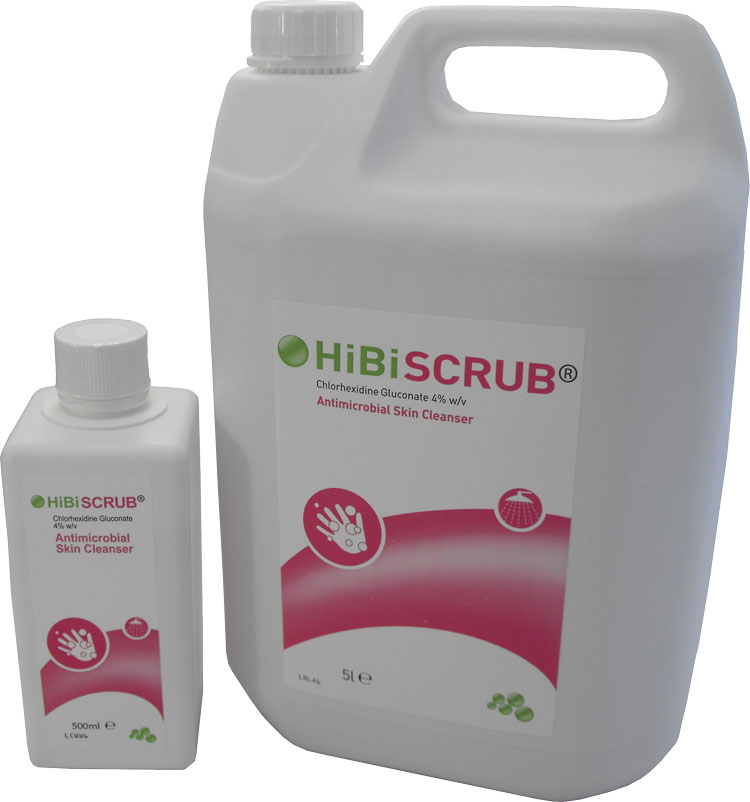 HiBiSCRUB®
Chlorhexidine Gluconate 4% w/v
Antimicrobial Skin Cleanser
5l ℮
HiBiSCRUB®
Chlorhexidine Gluconate
4% w/v
Antimicrobial
Skin Cleanser
500ml ℮